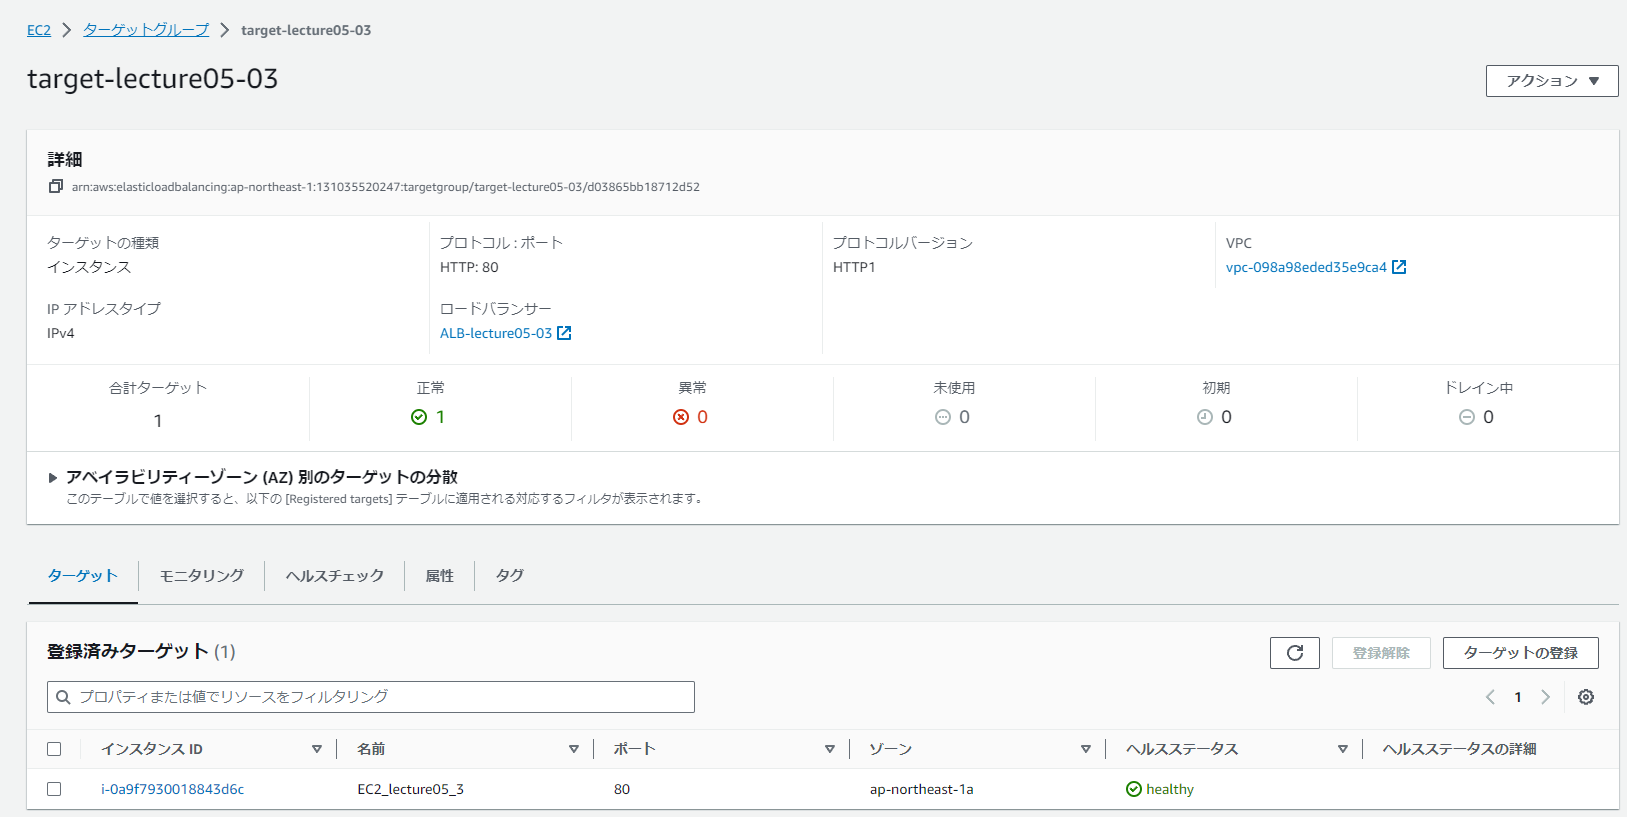 EC2 > ターゲットグループ > target-lecture05-03
target-lecture05-03
アクション ▼
詳細
arn:aws:elasticloadbalancing:ap-northeast-1:131035520247:targetgroup/target-lecture05-03/d03865bb18712d52
ターゲットの種類
インスタンス
プロトコル : ポート
HTTP: 80
プロトコルバージョン
HTTP1
VPC
vpc-098a98eded35e9ca4
IP アドレスタイプ
IPv4
ロードバランサー
ALB-lecture05-03
合計ターゲット
1
正常
1
異常
0
未使用
0
初期
0
ドレイン中
0
アベイラビリティーゾーン (AZ) 別のターゲットの分散
このテーブルで値を選択すると、以下の [Registered targets] テーブルに適用される対応するフィルタが表示されます。
ターゲット モニタリング ヘルスチェック 属性 タグ
登録済みターゲット (1)
登録解除 ターゲットの登録
プロパティまたは値でリソースをフィルタリング
1
インスタンス ID 名前 ポート ゾーン ヘルスステータス ヘルスステータスの詳細
i-0a9f7930018843d6c EC2_lecture05_3 80 ap-northeast-1a healthy